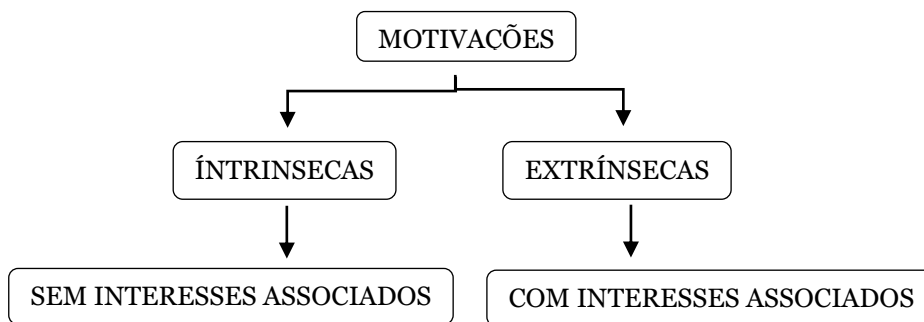 MOTIVAÇÕES
ÍNTRINSECAS
EXTRÍNSECAS
SEM INTERESSES ASSOCIADOS
COM INTERESSES ASSOCIADOS